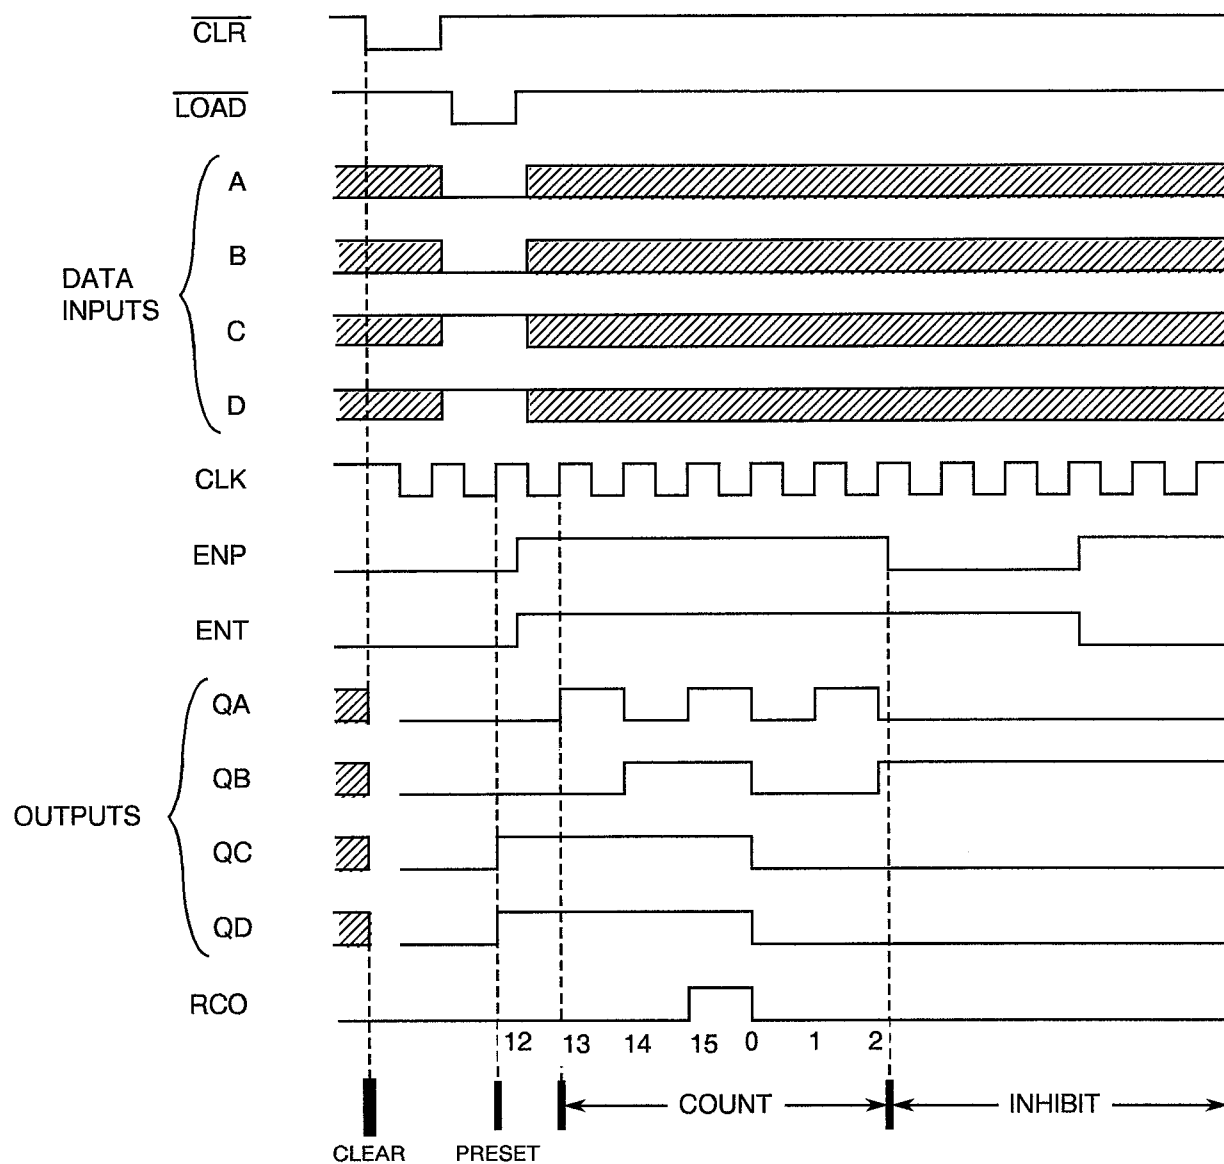 CLR
LOAD
A
B
DATA
INPUTS
C
D
CLK
ENP
ENT
QA
QB
OUTPUTS
QC
QD
RCO
12 13 14 15 0 1 2
COUNT INHIBIT
CLEAR PRESET